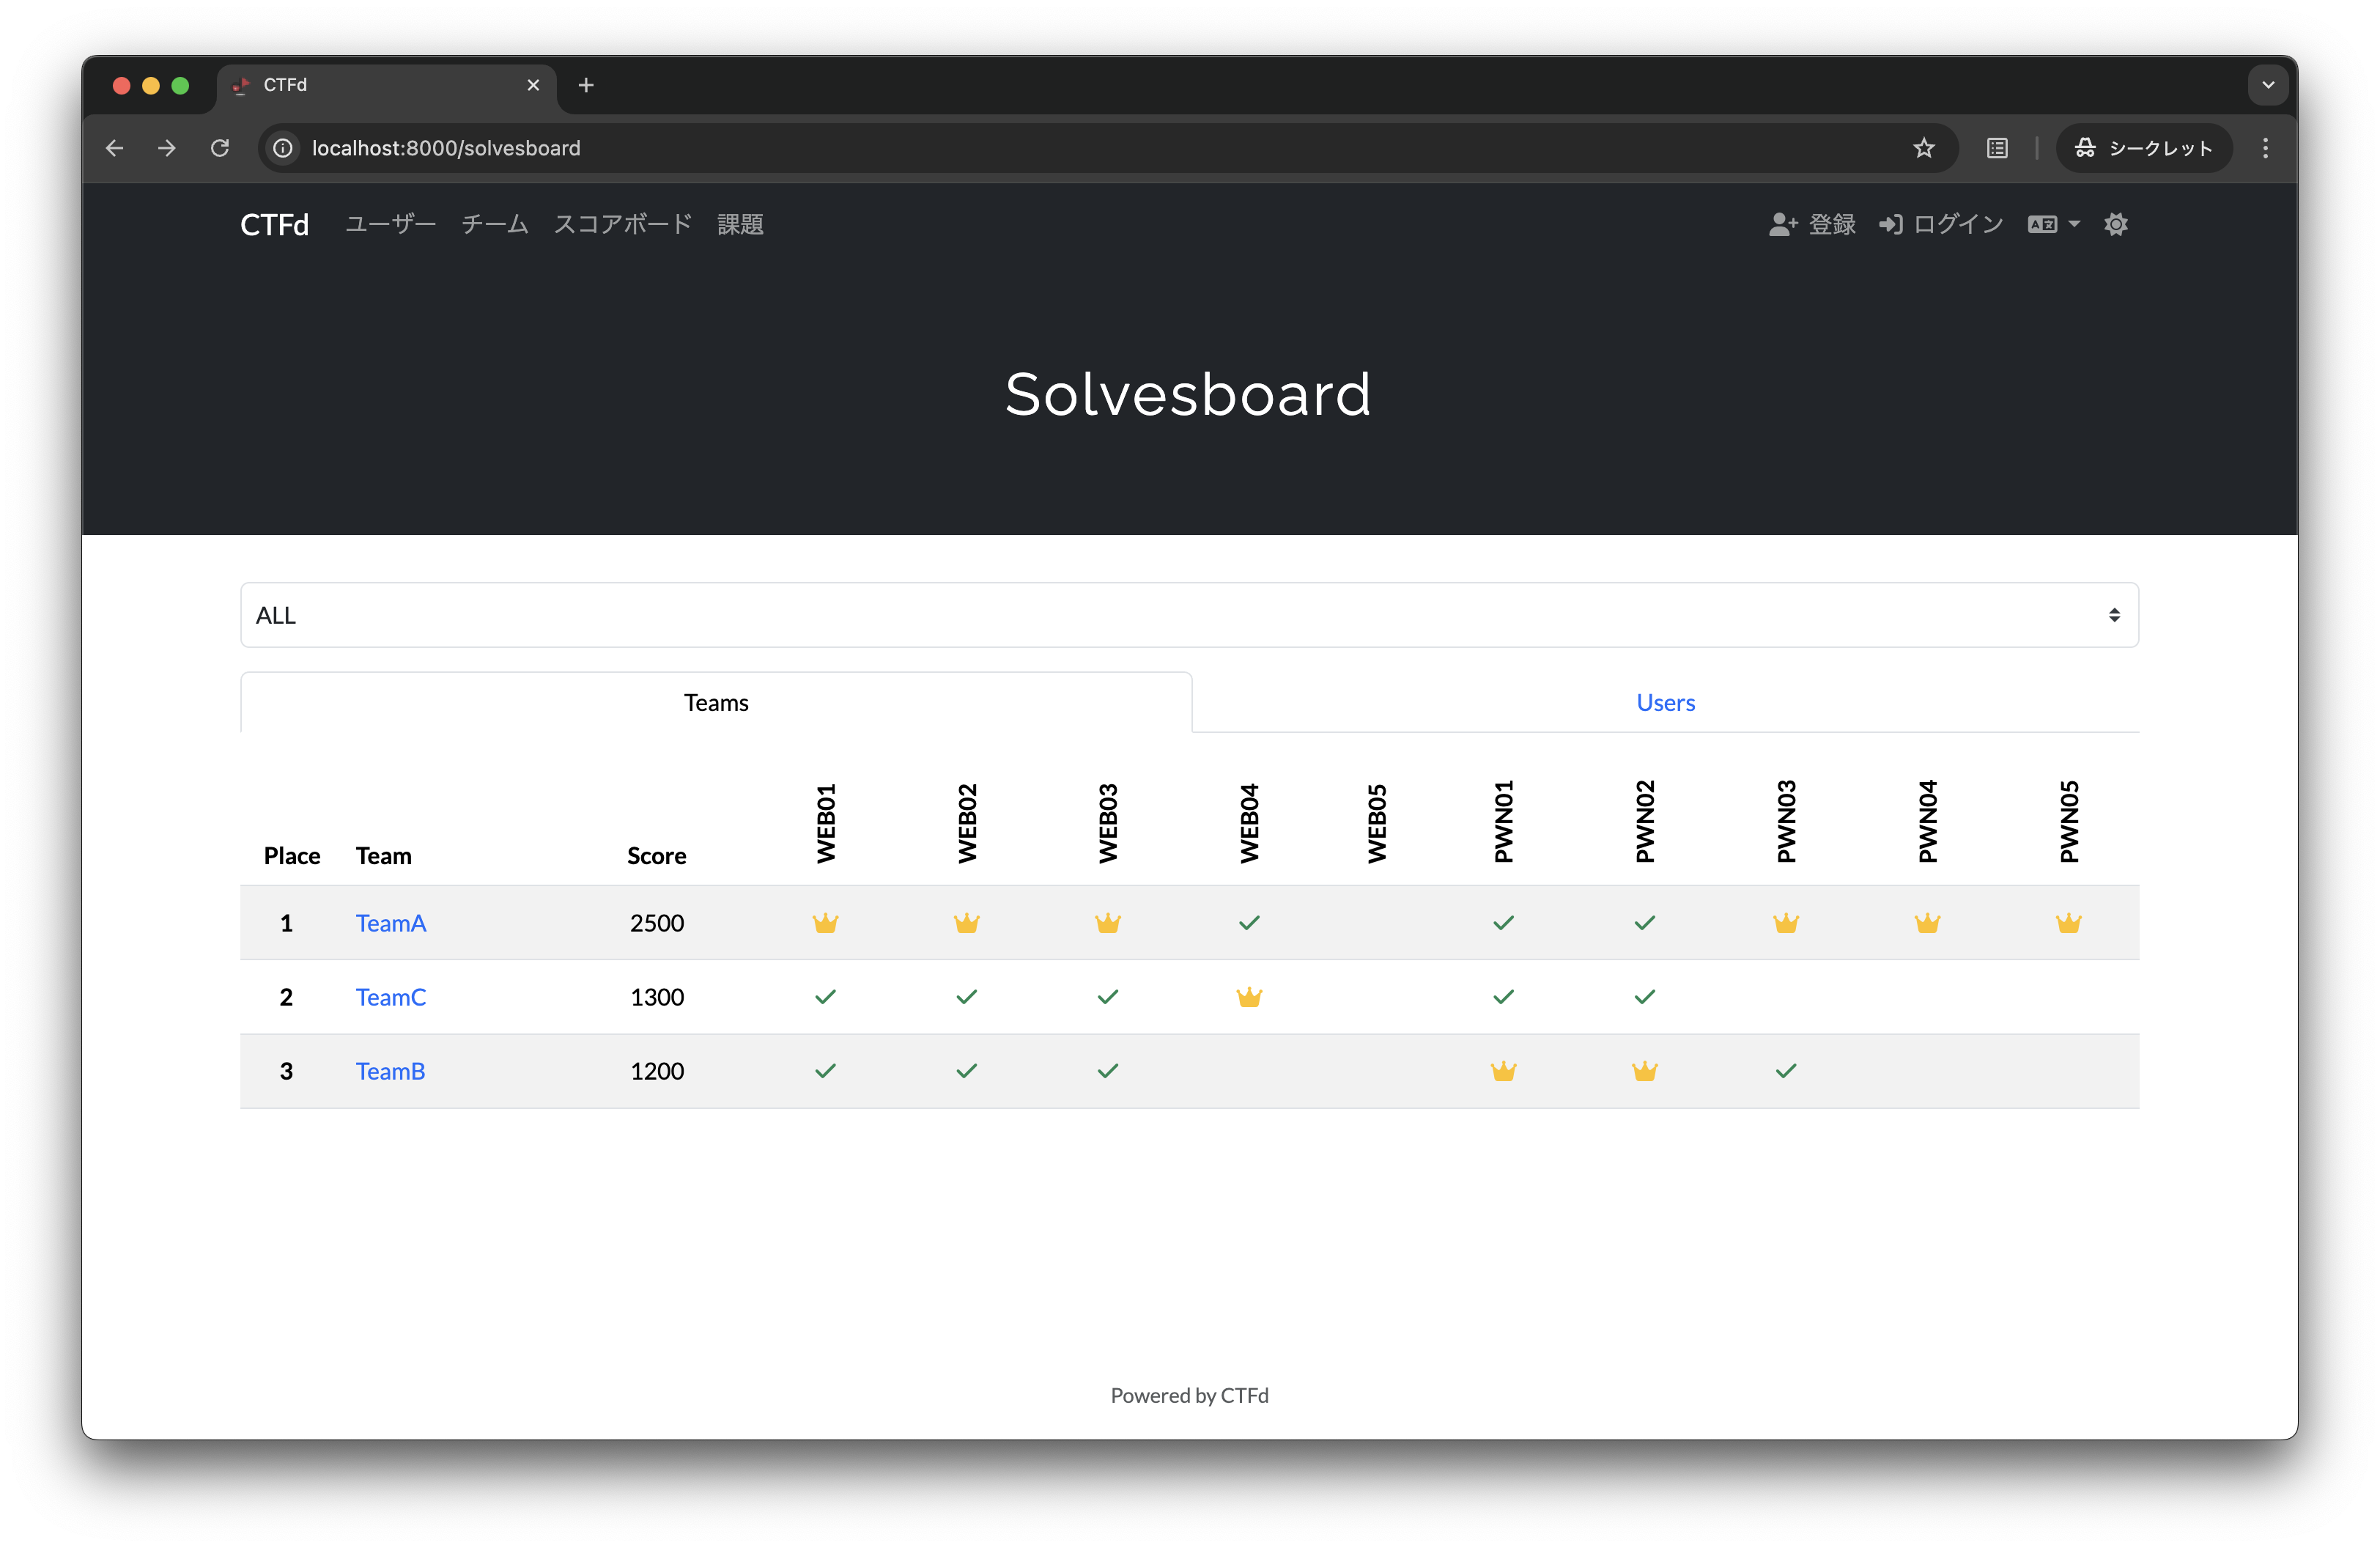 CTFd
localhost:8000/solvesboard
シークレット
CTFd ユーザー チーム スコアボード 課題 登録 ログイン
Solvesboard
ALL
Teams Users
Place Team Score WEB01 WEB02 WEB03 WEB04 WEB05 PWN01 PWN02 PWN03 PWN04 PWN05
1 TeamA 2500
2 TeamC 1300
3 TeamB 1200
Powered by CTFd